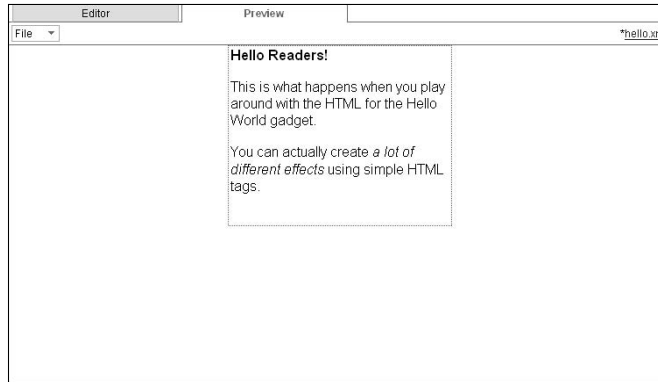 Editor
Preview
File
*hello.xr
Hello Readers!
This is what happens when you play
around with the HTML for the Hello
World gadget.
You can actually create a lot of
different effects using simple HTML
tags.